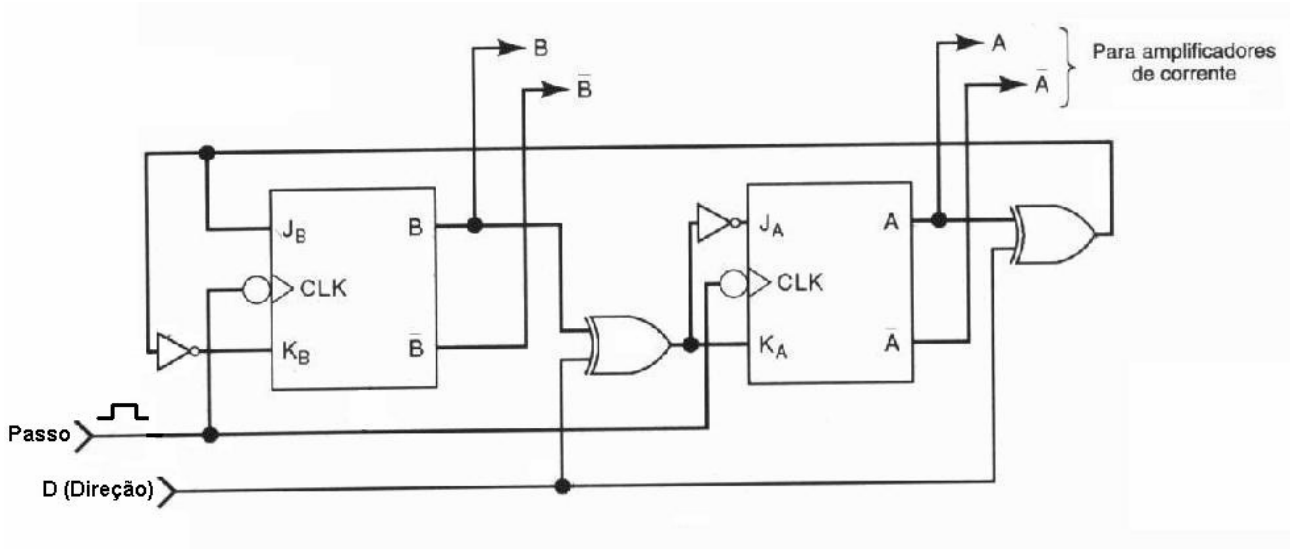 B
B̅
A
A̅
Para amplificadores
de corrente
J_B
B
CLK
K_B
B̅
J_A
A
CLK
K_A
A̅
Passo
D (Direção)